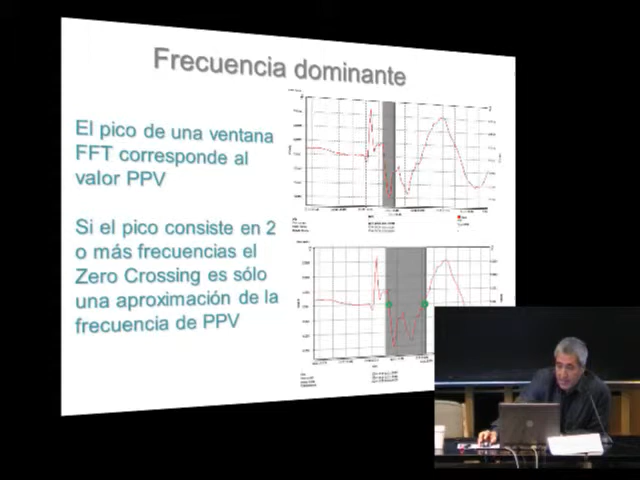 Frecuencia dominante
El pico de una ventana
FFT corresponde al
valor PPV
Si el pico consiste en 2
o más frecuencias el
Zero Crossing es sólo
una aproximación de la
frecuencia de PPV